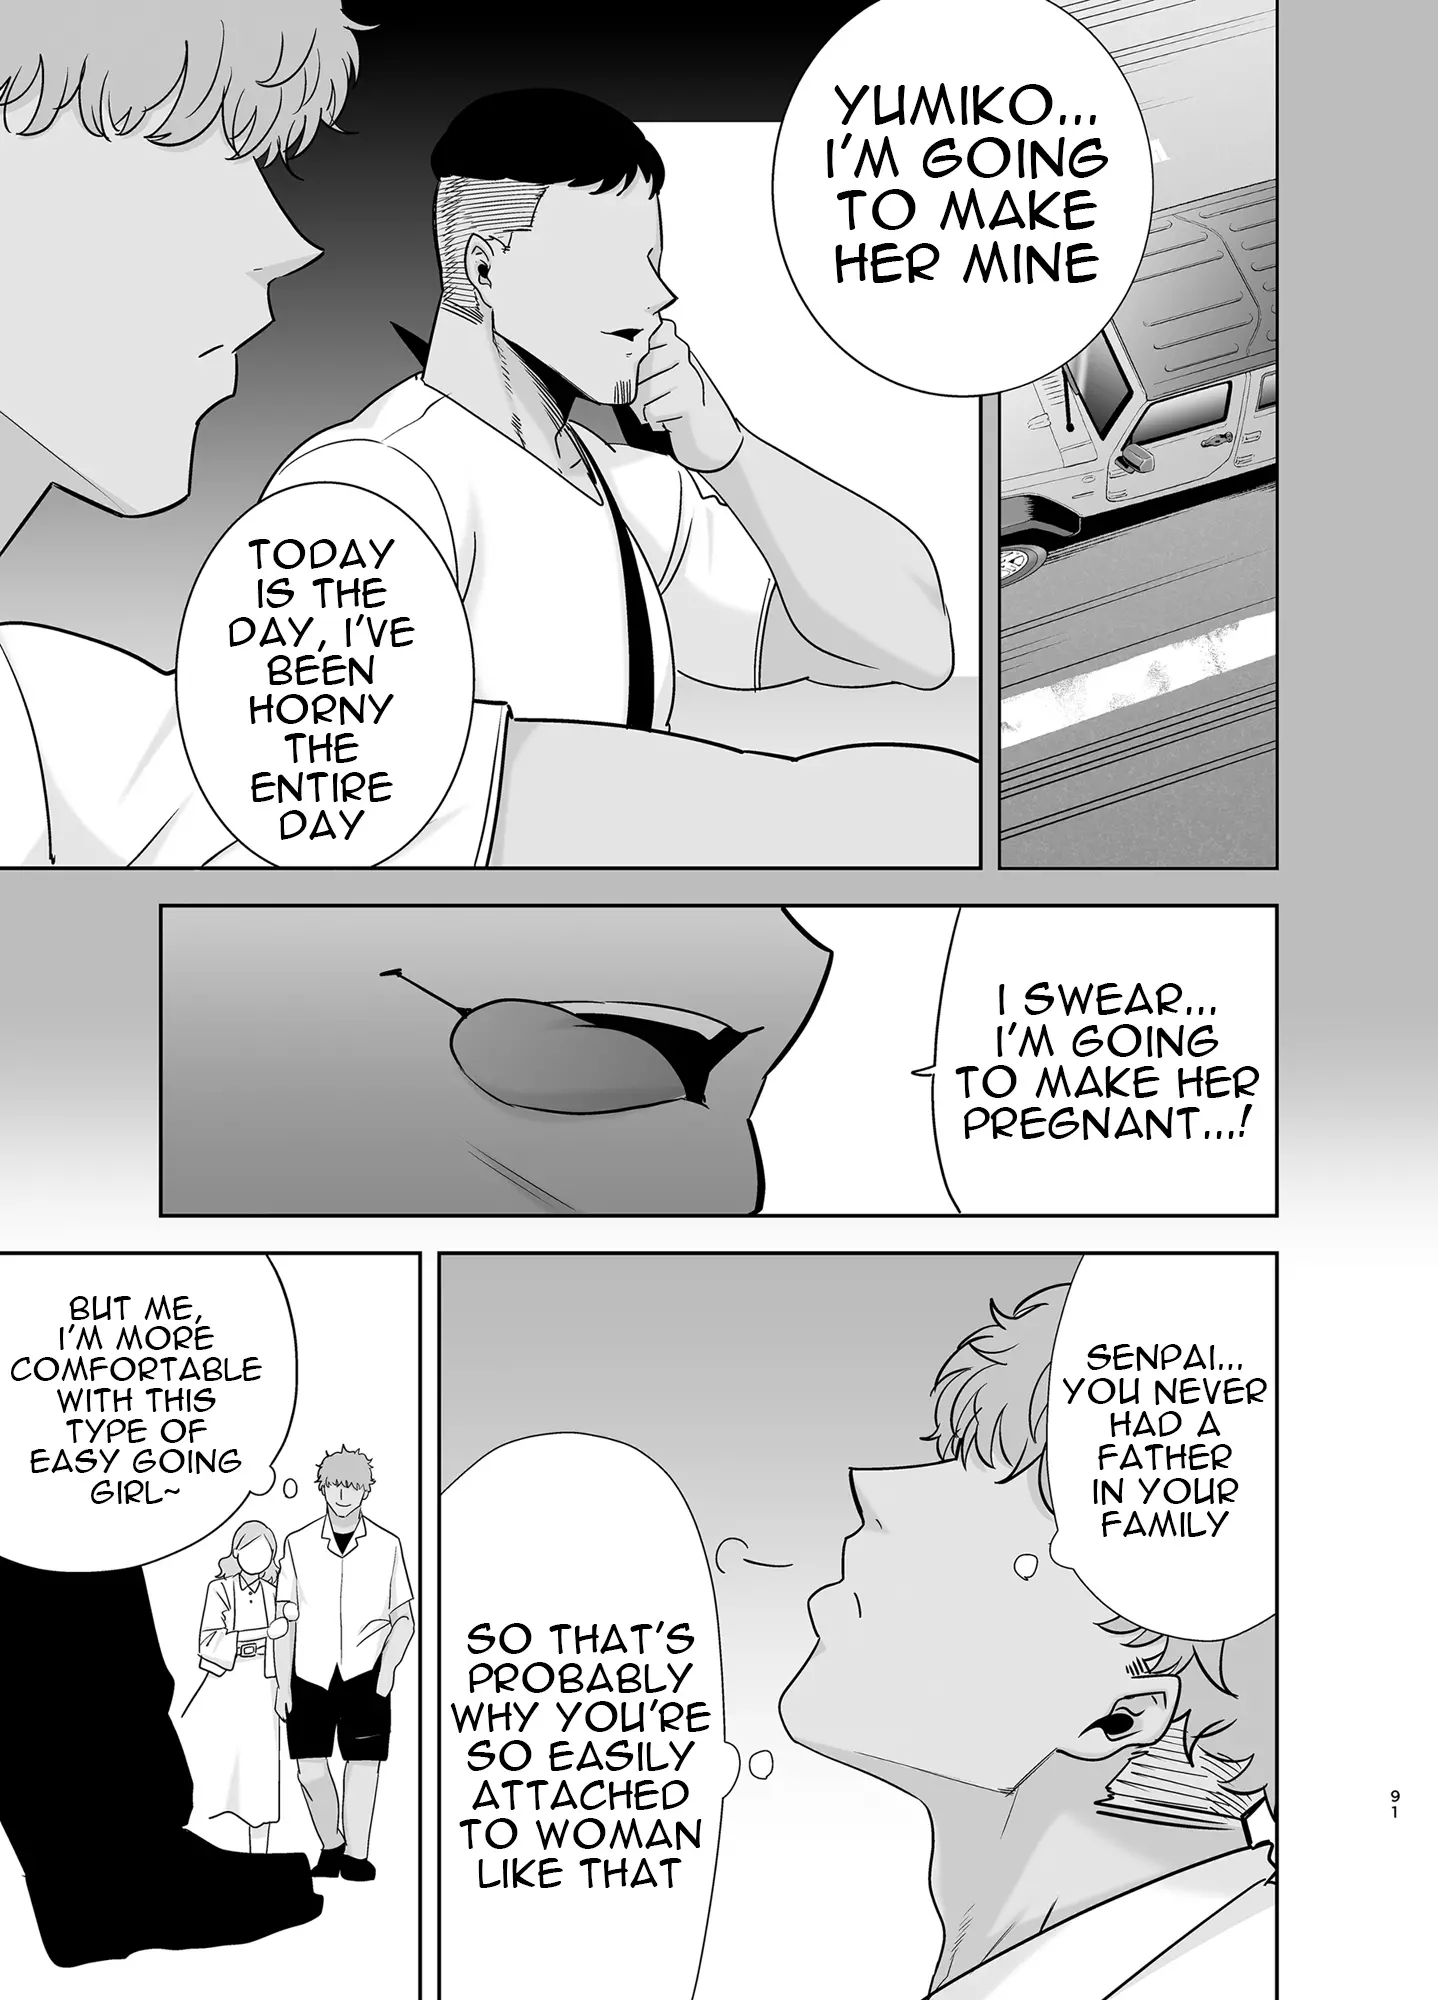 YUMIKO...
I'M GOING
TO MAKE
HER MINE
TODAY
IS THE
DAY, I'VE
BEEN
HORNY
THE
ENTIRE
DAY
I SWEAR...
I'M GOING
TO MAKE HER
PREGNANT...!
SENPAI...
YOU NEVER
HAD A
FATHER
IN YOUR
FAMILY
SO THAT'S
PROBABLY
WHY YOU'RE
SO EASILY
ATTACHED
TO WOMAN
LIKE THAT
BUT ME,
I'M MORE
COMFORTABLE
WITH THIS
TYPE OF
EASY GOING
GIRL~
91